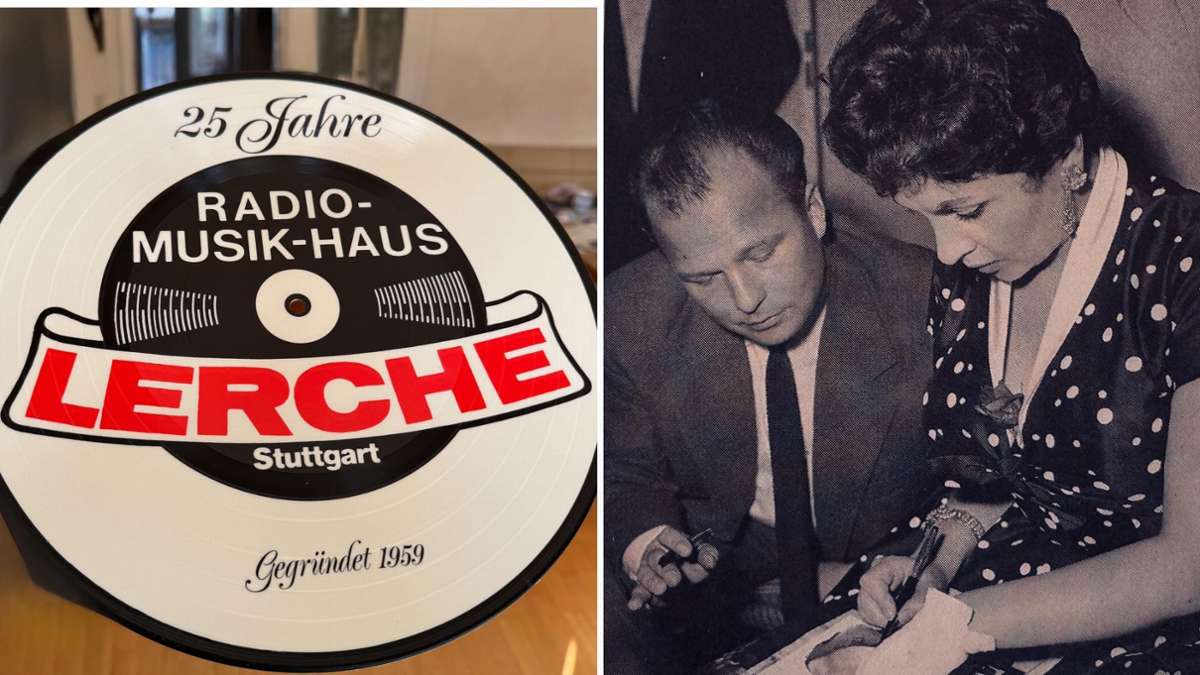 25 Jahre
RADIO-
MUSIK-HAUS
LERCHE
Stuttgart
Gegründet 1959